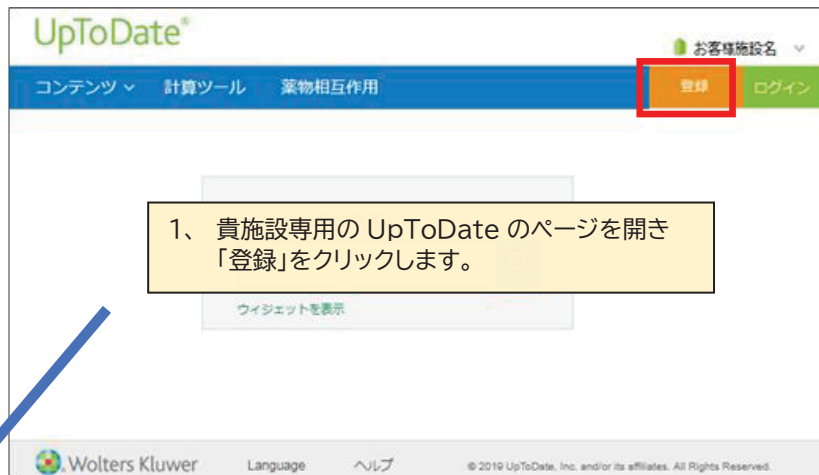 UpToDate®
お客様施設名
コンテンツ 計算ツール 薬物相互作用 登録 ログイン
1、 貴施設専用の UpToDate のページを開き
「登録」をクリックします。
ウィジェットを表示
Wolters Kluwer Language ヘルプ © 2019 UpToDate, Inc. and/or its affiliates. All Rights Reserved.